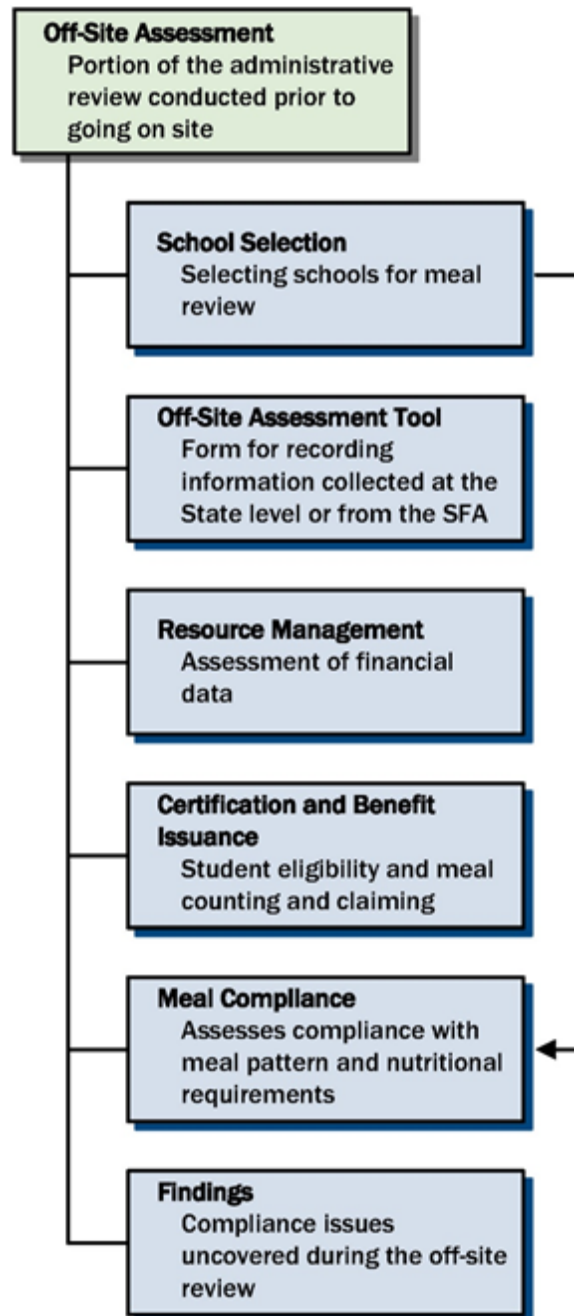 Off-Site Assessment
Portion of the administrative
review conducted prior to
going on site
School Selection
Selecting schools for meal
review
Off-Site Assessment Tool
Form for recording
information collected at the
State level or from the SFA
Resource Management
Assessment of financial
data
Certification and Benefit
Issuance
Student eligibility and meal
counting and claiming
Meal Compliance
Assesses compliance with
meal pattern and nutritional
requirements
Findings
Compliance issues
uncovered during the off-site
review